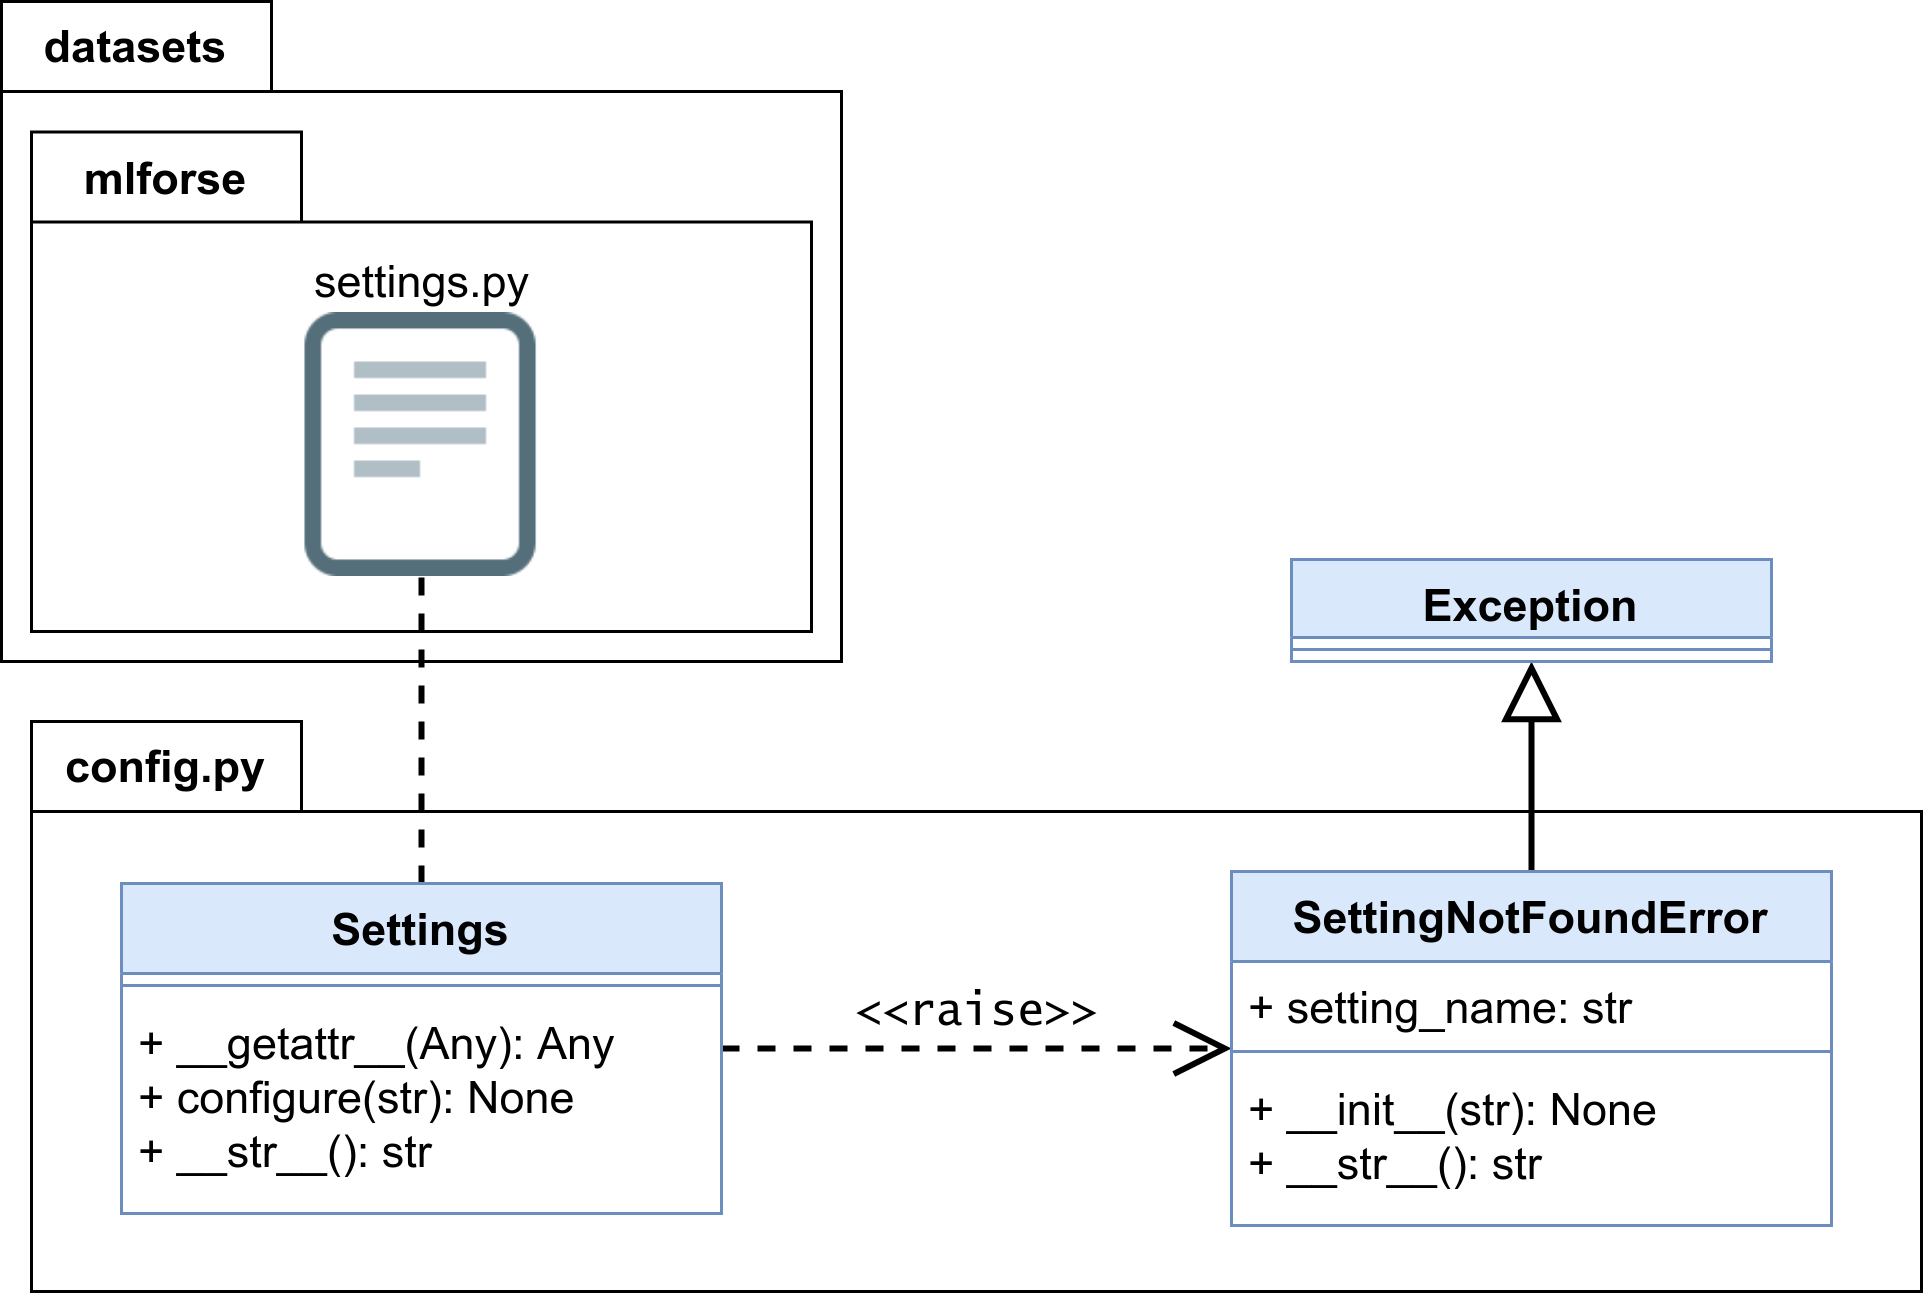 datasets
mlforse
settings.py
Exception
config.py
Settings
+ __getattr__(Any): Any
+ configure(str): None
+ __str__(): str
<<raise>>
SettingNotFoundError
+ setting_name: str
+ __init__(str): None
+ __str__(): str